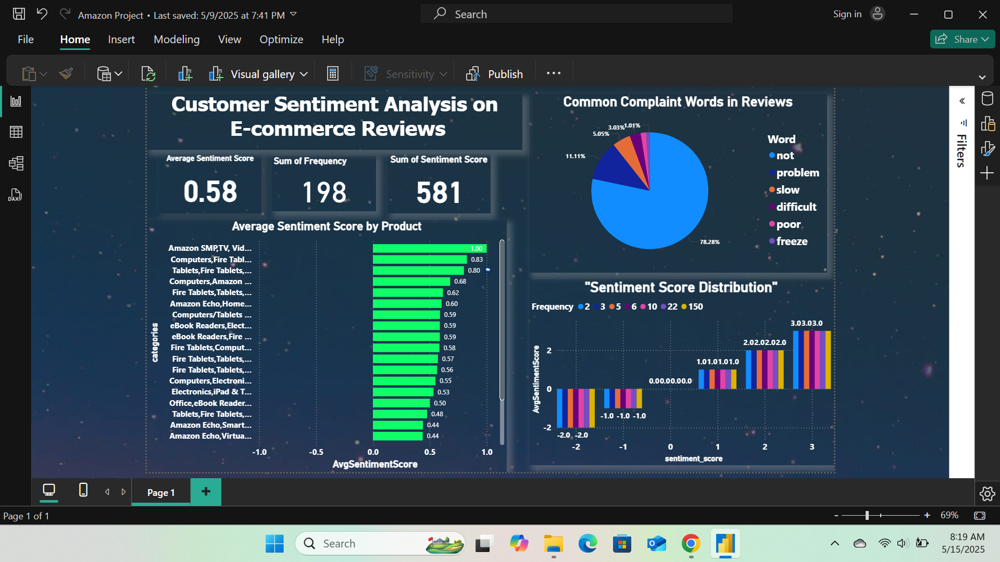 Amazon Project • Last saved: 5/9/2025 at 7:41 PM
Search
Sign in
File
Home
Insert
Modeling
View
Optimize
Help
Share
Visual gallery
Sensitivity
Publish
DAX
Filters
Customer Sentiment Analysis on
E-commerce Reviews
Average Sentiment Score
0.58
Sum of Frequency
198
Sum of Sentiment Score
581
Average Sentiment Score by Product
categories
Amazon SMP,TV, Vid... 1.00
Computers,Fire Tabl... 0.83
Tablets,Fire Tablets,... 0.80
Computers,Amazon ... 0.68
Fire Tablets,Tablets,... 0.62
Amazon Echo,Home... 0.60
Computers/Tablets ... 0.59
eBook Readers,Elect... 0.59
eBook Readers,Fire ... 0.59
Fire Tablets,Comput... 0.58
Fire Tablets,Tablets,... 0.57
Fire Tablets,Tablets,... 0.56
Computers,Electroni... 0.55
Electronics,iPad & T... 0.53
Office,eBook Reader... 0.50
Tablets,Fire Tablets,... 0.48
Amazon Echo,Smart... 0.44
Amazon Echo,Virtua... 0.44
-1.0 -0.5 0.0 0.5 1.0
AvgSentimentScore
Common Complaint Words in Reviews
3.03% 1.01%
5.05%
11.11%
78.28%
Word
not
problem
slow
difficult
poor
freeze
"Sentiment Score Distribution"
Frequency 2 3 5 6 10 22 150
AvgSentimentScore
3.03.03.0
2.02.02.02.0
1.01.01.01.0
0.00.00.00.0
-1.0 -1.0 -1.0
-2.0 -2.0
2
0
-2
-2 -1 0 1 2 3
sentiment_score
Page 1
Page 1 of 1
- + 69%
Search
8:19 AM
5/15/2025